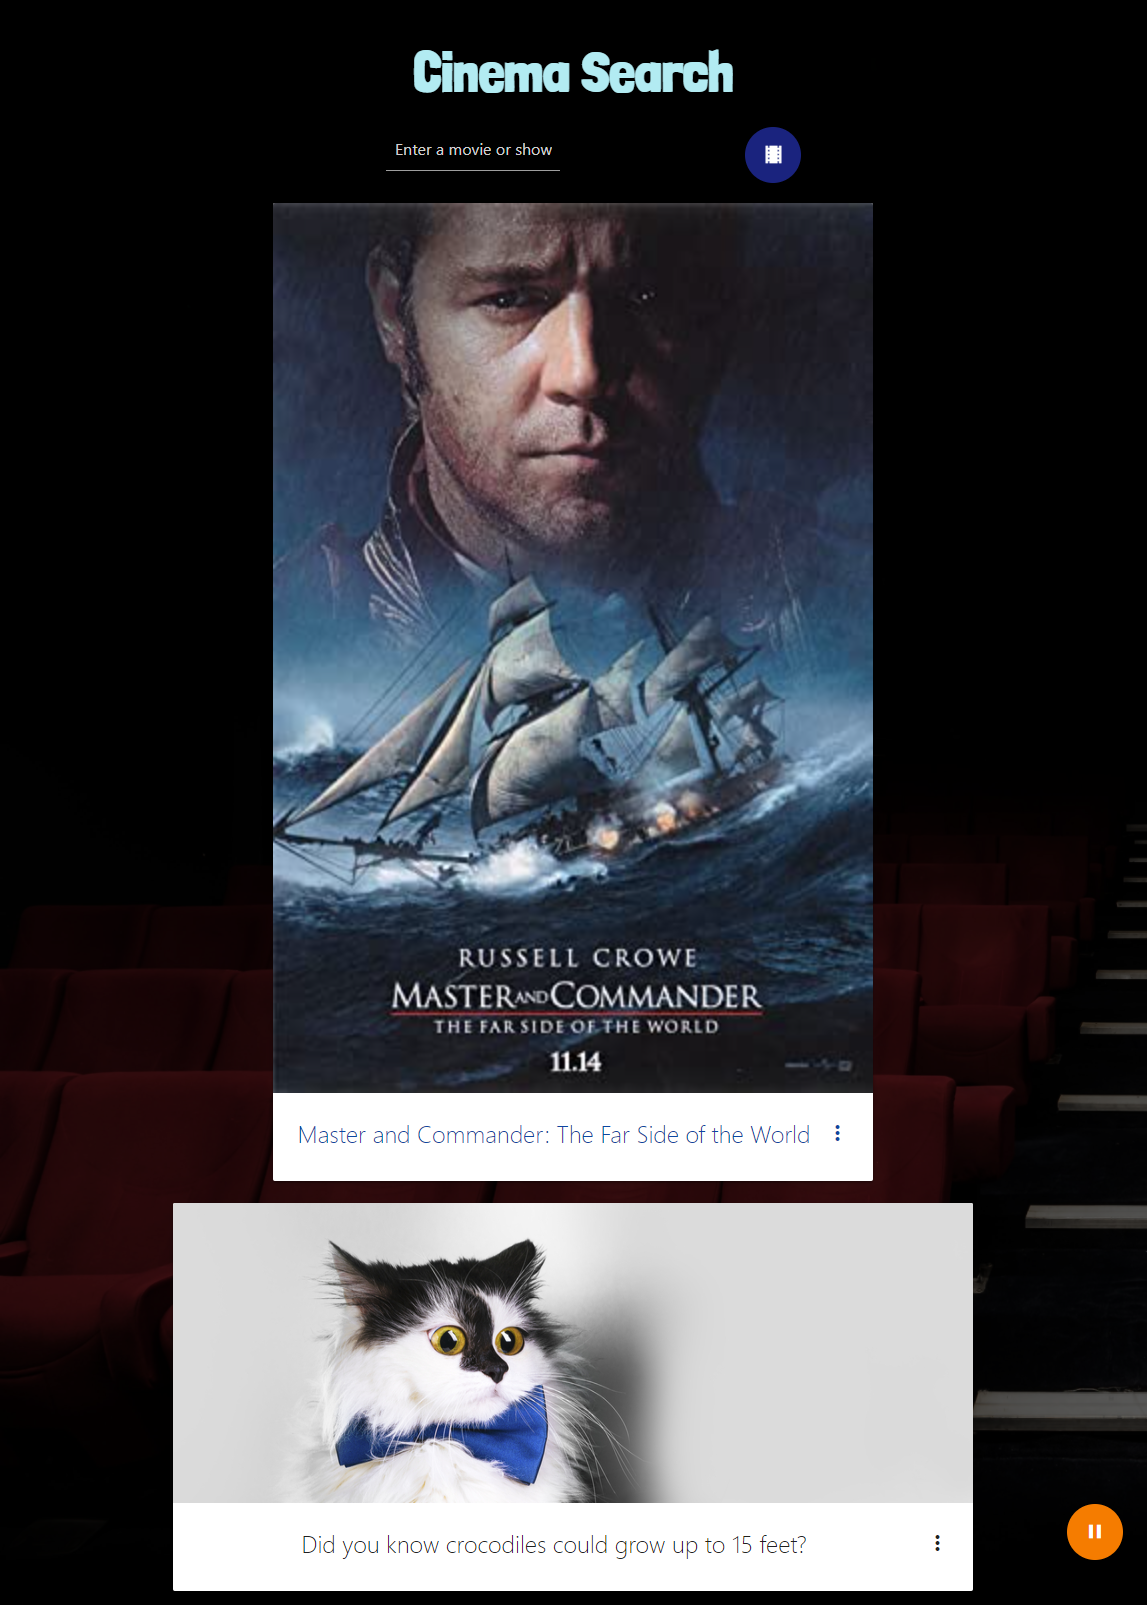 Cinema Search
Enter a movie or show
RUSSELL CROWE
MASTER AND COMMANDER
THE FAR SIDE OF THE WORLD
11.14
Master and Commander: The Far Side of the World
Did you know crocodiles could grow up to 15 feet?